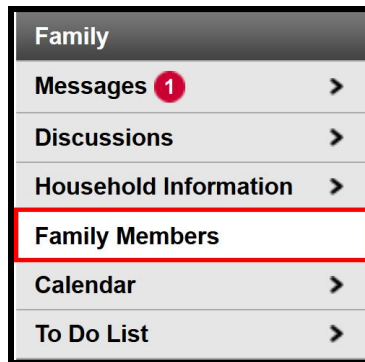 Family
Messages 1
Discussions
Household Information
Family Members
Calendar
To Do List